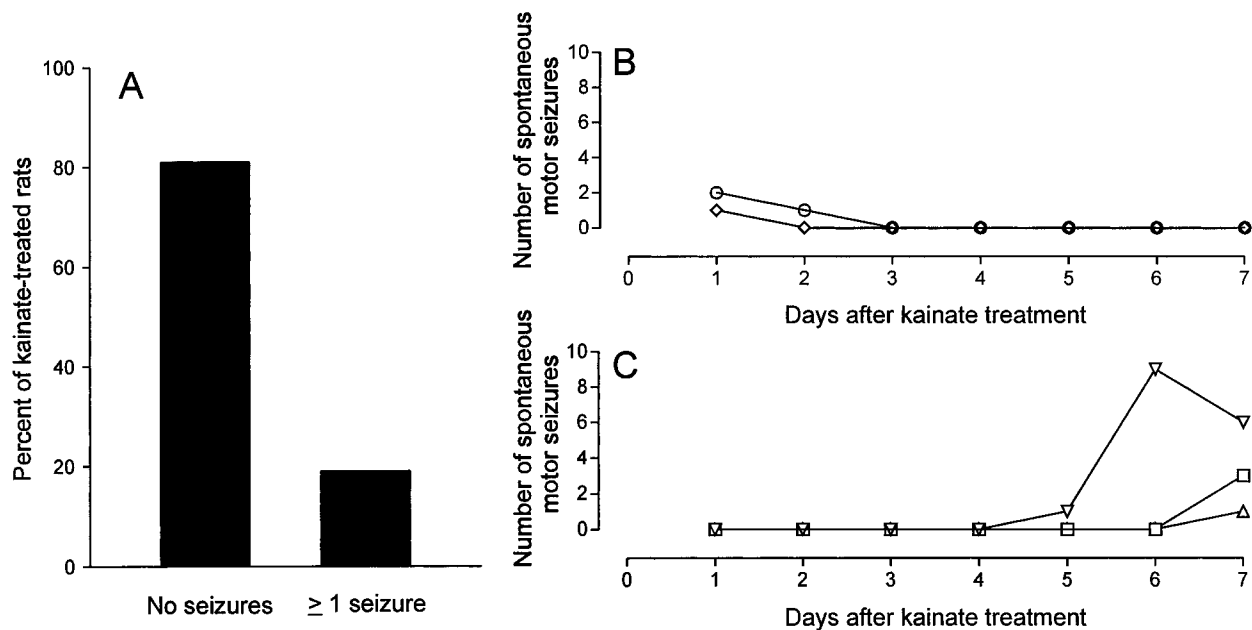 A
Percent of kainate-treated rats
100
80
60
40
20
0
No seizures
≥ 1 seizure
B
Number of spontaneous
motor seizures
10
8
6
4
2
0
0 1 2 3 4 5 6 7
Days after kainate treatment
C
Number of spontaneous
motor seizures
10
8
6
4
2
0
0 1 2 3 4 5 6 7
Days after kainate treatment